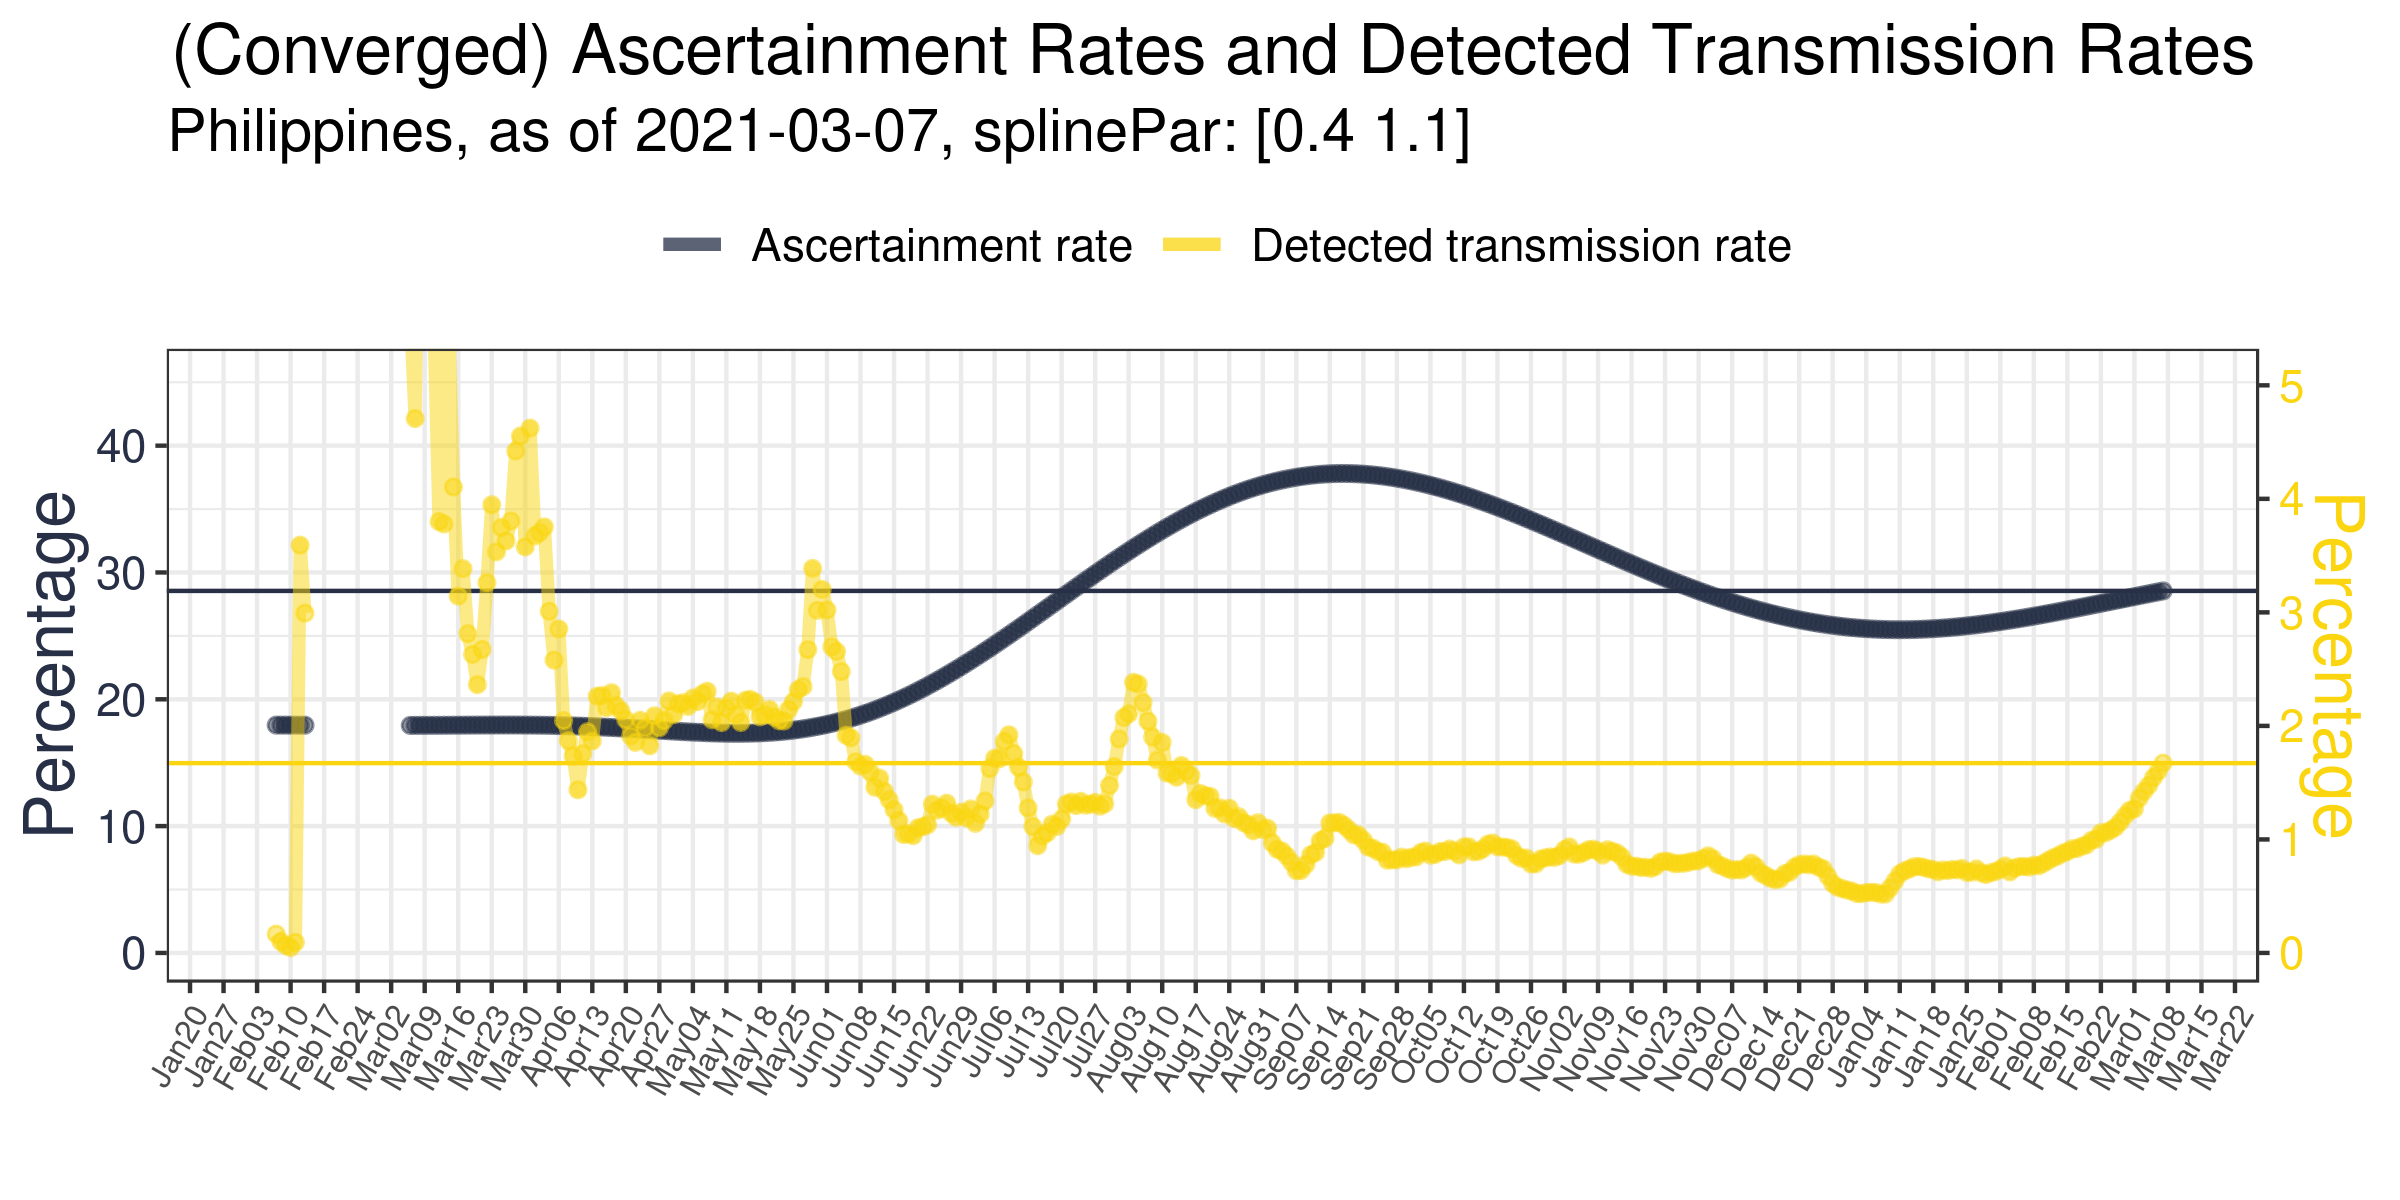 (Converged) Ascertainment Rates and Detected Transmission Rates
Philippines, as of 2021-03-07, splinePar: [0.4 1.1]
Ascertainment rate
Detected transmission rate
Percentage
40
30
20
10
0
5
4
3
2
1
0
Percentage
Jan20
Jan27
Feb03
Feb10
Feb17
Feb24
Mar02
Mar09
Mar16
Mar23
Mar30
Apr06
Apr13
Apr20
Apr27
May04
May11
May18
May25
Jun01
Jun08
Jun15
Jun22
Jun29
Jul06
Jul13
Jul20
Jul27
Aug03
Aug10
Aug17
Aug24
Aug31
Sep07
Sep14
Sep21
Sep28
Oct05
Oct12
Oct19
Oct26
Nov02
Nov09
Nov16
Nov23
Nov30
Dec07
Dec14
Dec21
Dec28
Jan04
Jan11
Jan18
Jan25
Feb01
Feb08
Feb15
Feb22
Mar01
Mar08
Mar15
Mar22